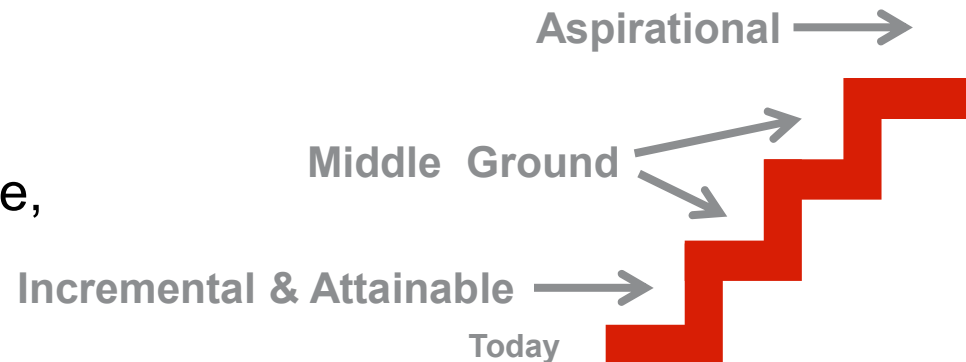 Aspirational
Middle Ground
e,
Incremental & Attainable
Today